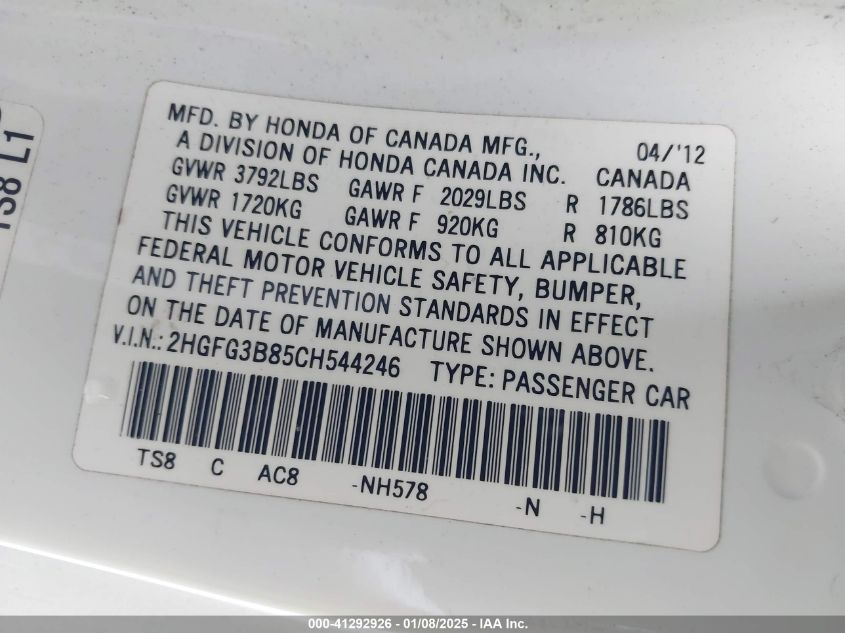 TS8 L1
MFD. BY HONDA OF CANADA MFG., 04/'12
A DIVISION OF HONDA CANADA INC. CANADA
GVWR 3792LBS GAWR F 2029LBS R 1786LBS
GVWR 1720KG GAWR F 920KG R 810KG
THIS VEHICLE CONFORMS TO ALL APPLICABLE
FEDERAL MOTOR VEHICLE SAFETY, BUMPER,
AND THEFT PREVENTION STANDARDS IN EFFECT
ON THE DATE OF MANUFACTURE SHOWN ABOVE.
V.I.N.: 2HGFG3B85CH544246 TYPE: PASSENGER CAR
TS8 C AC8 -NH578 -N -H
000-41292926 - 01/08/2025 - IAA Inc.